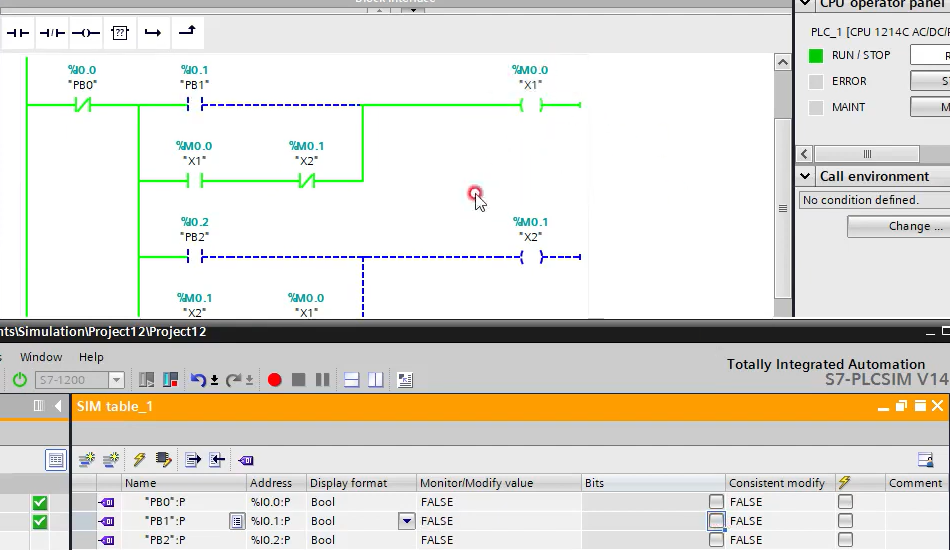 CPU operator panel
??
PLC_1 [CPU 1214C AC/DC/R
RUN / STOP R
ERROR ST
MAINT M
%I0.0 %I0.1 %M0.0
"PB0" "PB1" "X1"
%M0.0 %M0.1
"X1" "X2"
%I0.2 %M0.1
"PB2" "X2"
%M0.1 %M0.0
"X2" "X1"
Call environment
No condition defined.
Change ...
nts\Simulation\Project12\Project12
s Window Help
Totally Integrated Automation
S7-1200 S7-PLCSIM V14
SIM table_1
Name Address Display format Monitor/Modify value Bits Consistent modify Comment
"PB0":P %I0.0:P Bool FALSE FALSE
"PB1":P %I0.1:P Bool FALSE FALSE
"PB2":P %I0.2:P Bool FALSE FALSE